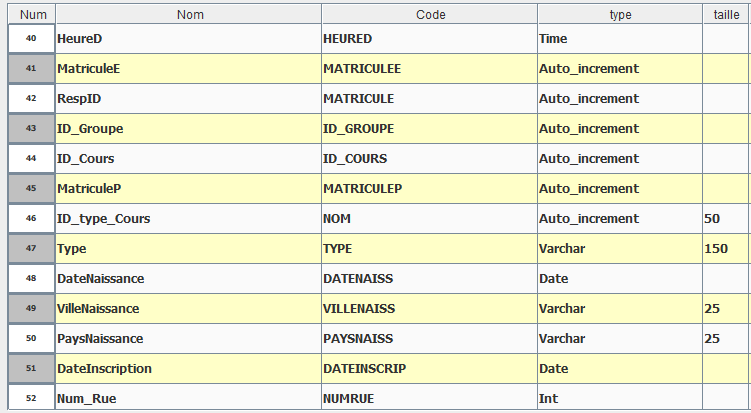 Num Nom Code type taille
40 HeureD HEURED Time
41 MatriculeE MATRICULEE Auto_increment
42 RespID MATRICULE Auto_increment
43 ID_Groupe ID_GROUPE Auto_increment
44 ID_Cours ID_COURS Auto_increment
45 MatriculeP MATRICULEP Auto_increment
46 ID_type_Cours NOM Auto_increment 50
47 Type TYPE Varchar 150
48 DateNaissance DATENAISS Date
49 VilleNaissance VILLENAISS Varchar 25
50 PaysNaissance PAYSNAISS Varchar 25
51 DateInscription DATEINSCRIP Date
52 Num_Rue NUMRUE Int